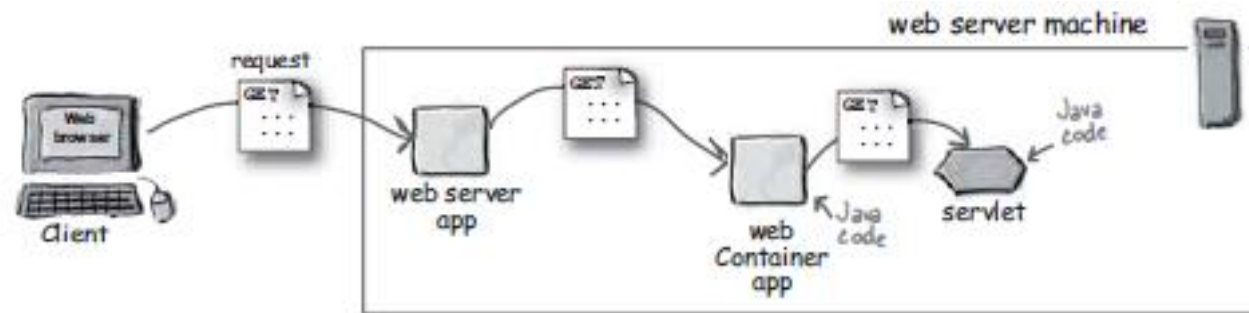 web server machine
request
GET
GET
GET
Web
browser
Java
code
web server
app
servlet
Client
Java
code
web
Container
app